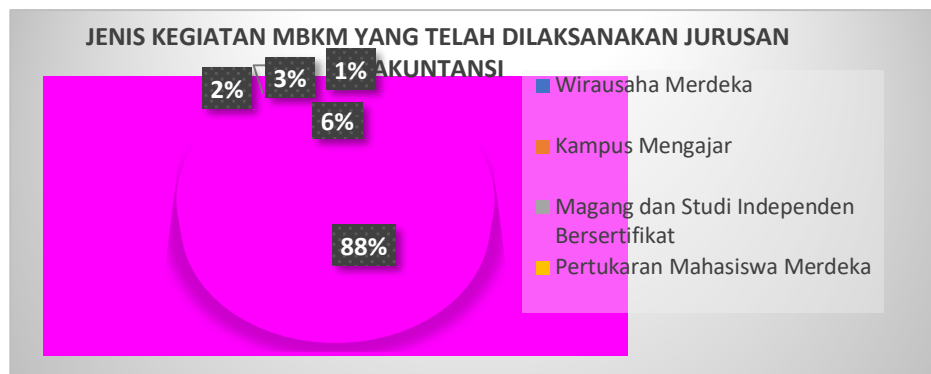 JENIS KEGIATAN MBKM YANG TELAH DILAKSANAKAN JURUSAN
AKUNTANSI
2%
3%
1%
6%
88%
Wirausaha Merdeka
Kampus Mengajar
Magang dan Studi Independen
Bersertifikat
Pertukaran Mahasiswa Merdeka